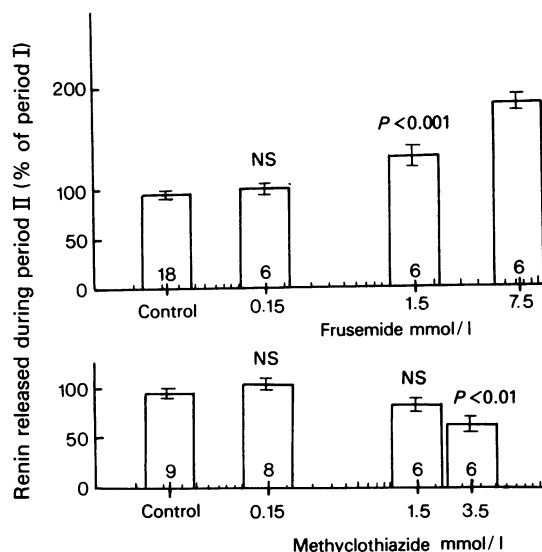 Renin released during period II (% of period I)
200
100
50
0
NS
P<0.001
18
6
6
6
Control
0.15
1.5
7.5
Frusemide mmol/l
100
50
0
NS
NS
P<0.01
9
8
6
6
Control
0.15
1.5
3.5
Methyclothiazide mmol/l